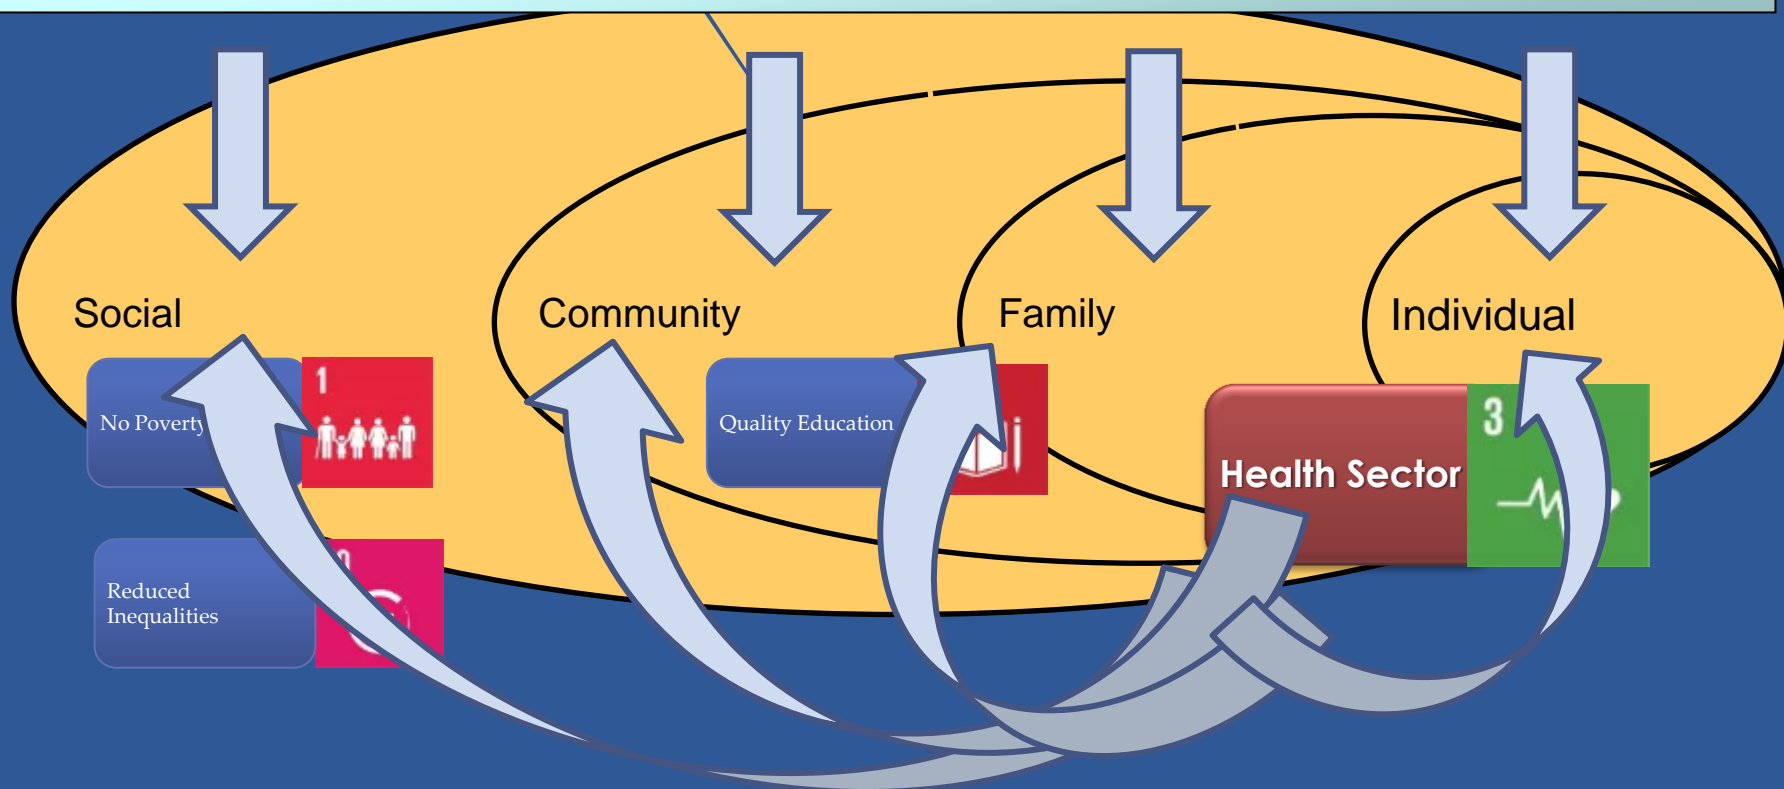 Social
Community
Family
Individual
No Poverty
1
Quality Education
Health Sector
3
Reduced
Inequalities